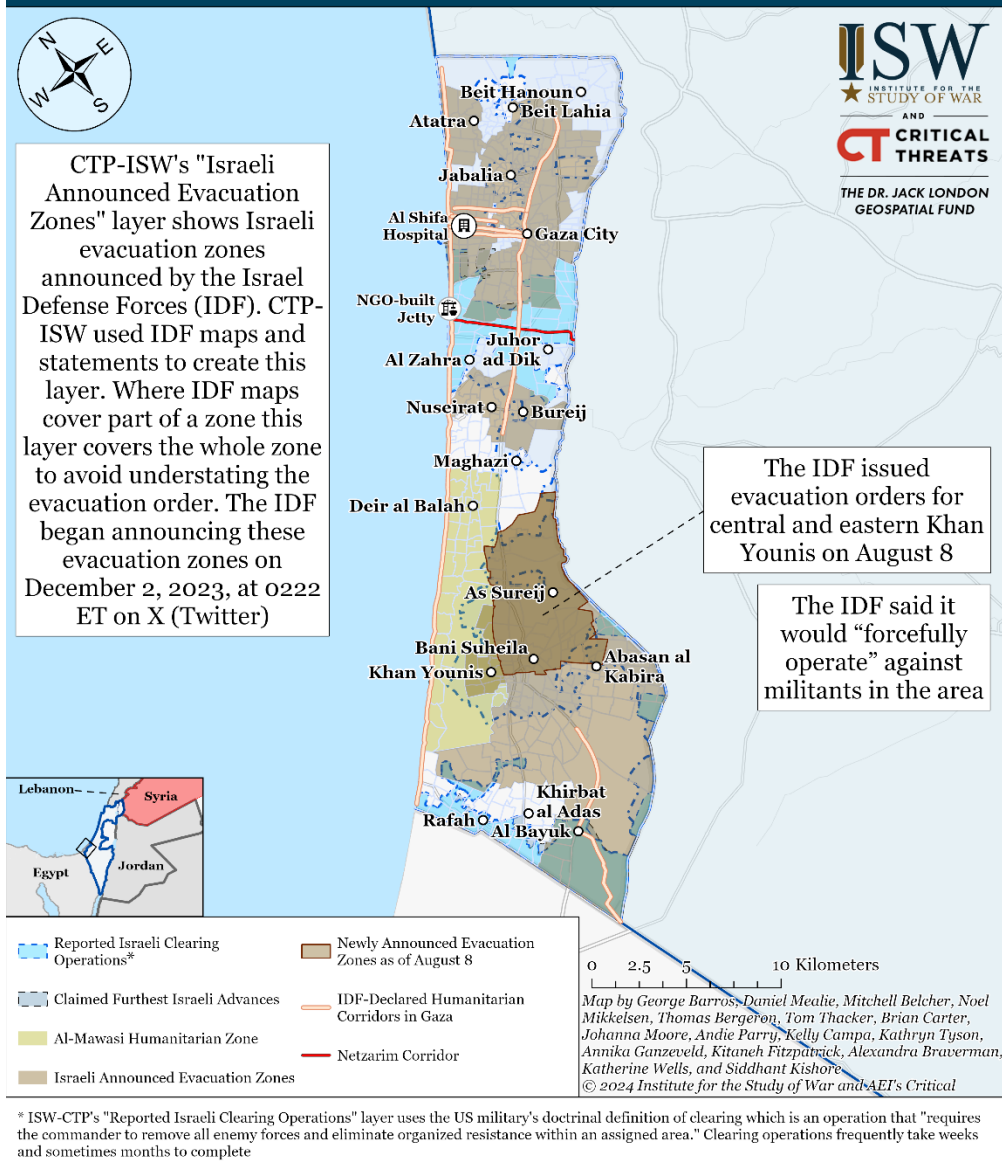 N
E
W
S
ISW
INSTITUTE FOR THE
STUDY OF WAR
AND
CT CRITICAL
THREATS
THE DR. JACK LONDON
GEOSPATIAL FUND
CTP-ISW's "Israeli
Announced Evacuation
Zones" layer shows Israeli
evacuation zones
announced by the Israel
Defense Forces (IDF). CTP-
ISW used IDF maps and
statements to create this
layer. Where IDF maps
cover part of a zone this
layer covers the whole
zone to avoid understating the
evacuation order. The IDF
began announcing these
evacuation zones on
December 2, 2023, at 0222
ET on X (Twitter)
Beit Hanoun
Beit Lahia
Atatra
Jabalia
Al Shifa
Hospital
Gaza City
NGO-built
Jetty
Juhor
ad Dik
Al Zahra
Nuseirat
Bureij
Maghazi
Deir al Balah
As Sureij
Bani Suheila
Khan Younis
Abasan al
Kabira
Khirbat
al Adas
Rafah
Al Bayuk
The IDF issued
evacuation orders for
central and eastern Khan
Younis on August 8
The IDF said it
would “forcefully
operate” against
militants in the area
Lebanon
Syria
Egypt
Jordan
Reported Israeli Clearing
Operations*
Claimed Furthest Israeli Advances
Al-Mawasi Humanitarian Zone
Israeli Announced Evacuation Zones
Newly Announced Evacuation
Zones as of August 8
IDF-Declared Humanitarian
Corridors in Gaza
Netzarim Corridor
0 2.5 5 10 Kilometers
Map by George Barros, Daniel Mealie, Mitchell Belcher, Noel
Mikkelsen, Thomas Bergeron, Tom Thacker, Brian Carter,
Johanna Moore, Andie Parry, Kelly Campa, Kathryn Tyson,
Annika Ganzeveld, Kitaneh Fitzpatrick, Alexandra Braverman,
Katherine Wells, and Siddhant Kishore
© 2024 Institute for the Study of War and AEI's Critical
* ISW-CTP's "Reported Israeli Clearing Operations" layer uses the US military's doctrinal definition of clearing which is an operation that "requires
the commander to remove all enemy forces and eliminate organized resistance within an assigned area." Clearing operations frequently take weeks
and sometimes months to complete